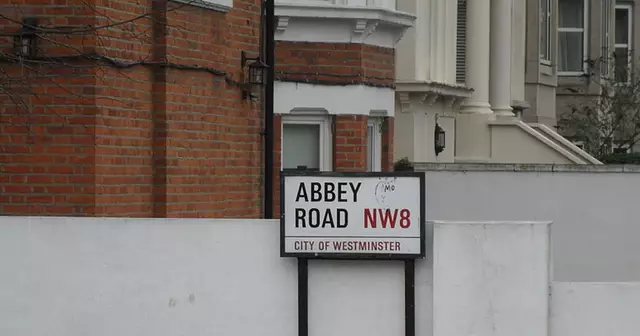 ABBEY
ROAD NW8
CITY OF WESTMINSTER